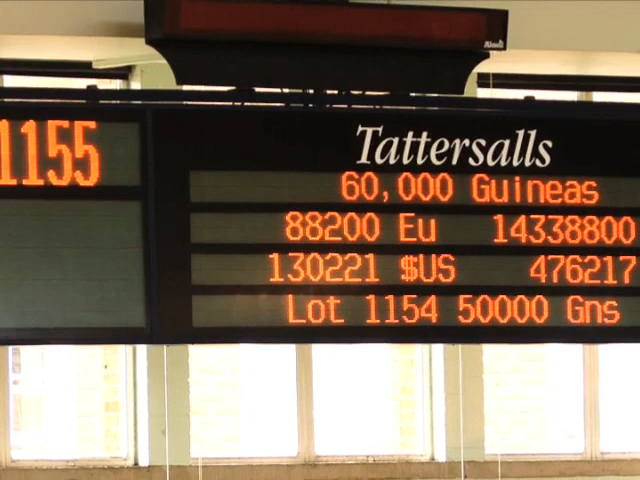 1155
Tattersalls
60,000 Guineas
88200 Eu 14338800
130221 $US 476217
Lot 1154 50000 Gns